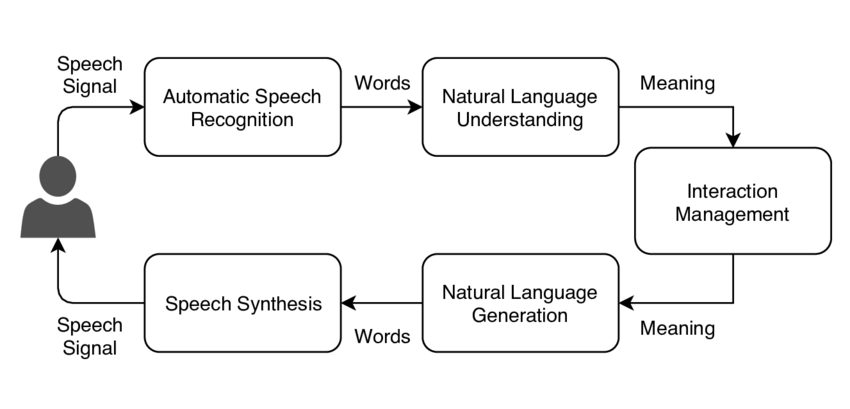 Speech
Signal
Automatic Speech
Recognition
Words
Natural Language
Understanding
Meaning
Interaction
Management
Meaning
Natural Language
Generation
Words
Speech Synthesis
Speech
Signal